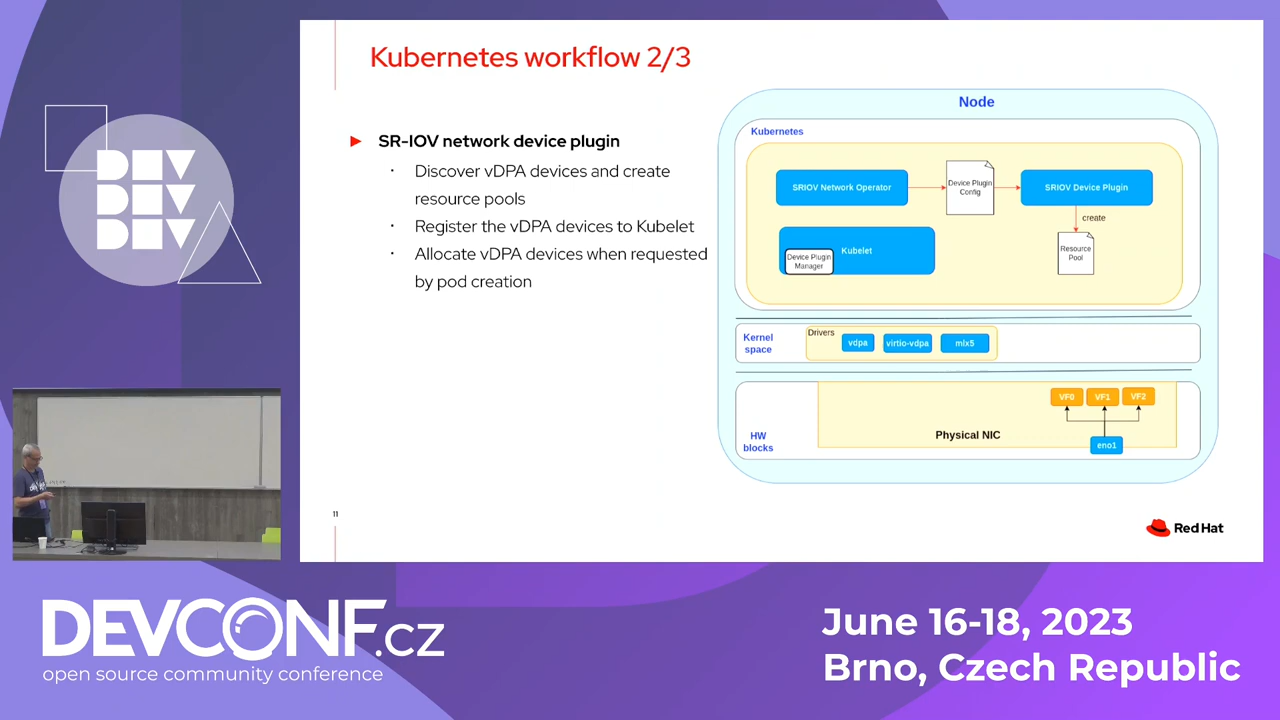 Kubernetes workflow 2/3
SR-IOV network device plugin
Discover vDPA devices and create
resource pools
Register the vDPA devices to Kubelet
Allocate vDPA devices when requested
by pod creation
Node
Kubernetes
SRIOV Network Operator
Device Plugin
Config
SRIOV Device Plugin
create
Kubelet
Device Plugin
Manager
Resource
Pool
Kernel
space
Drivers
vdpa
virtio-vdpa
mlx5
HW
blocks
Physical NIC
VF0
VF1
VF2
eno1
11
Red Hat
DEV
DEV
DEV
DEVCONF.cz
open source community conference
June 16-18, 2023
Brno, Czech Republic